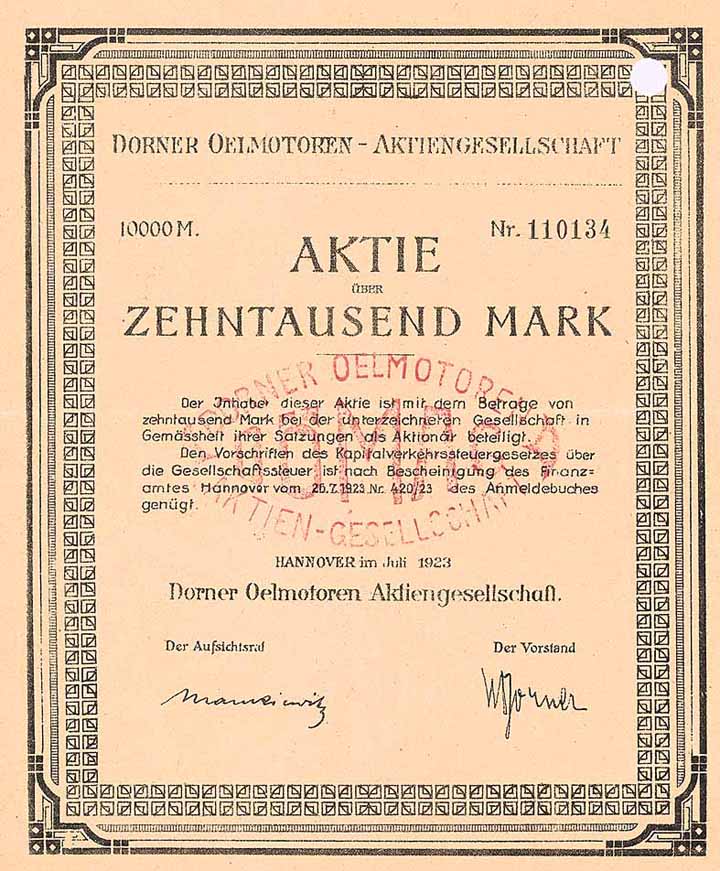 DORNER OELMOTOREN - AKTIENGESELLSCHAFT
10000 M.
Nr. 110134
AKTIE
ÜBER
ZEHNTAUSEND MARK
DORNER OELMOTOREN
AKTIEN-GESELLSCHAFT
Der Inhaber dieser Aktie ist mit dem Betrage von
zehntausend Mark bei der unterzeichneten Gesellschaft in
Gemässheit ihrer Satzungen als Aktionär beteiligt.
Den Vorschriften des Kapitalverkehrssteuergesetzes über
die Gesellschaftssteuer ist nach Bescheinigung des Finanz=
amtes Hannover vom 26.7.1923 Nr. 420/23 des Anmeldebuches
genügt.
HANNOVER im Juli 1923
Dorner Oelmotoren Aktiengesellschaft.
Der Aufsichtsrat
Der Vorstand
Mankiewitz
Dorner